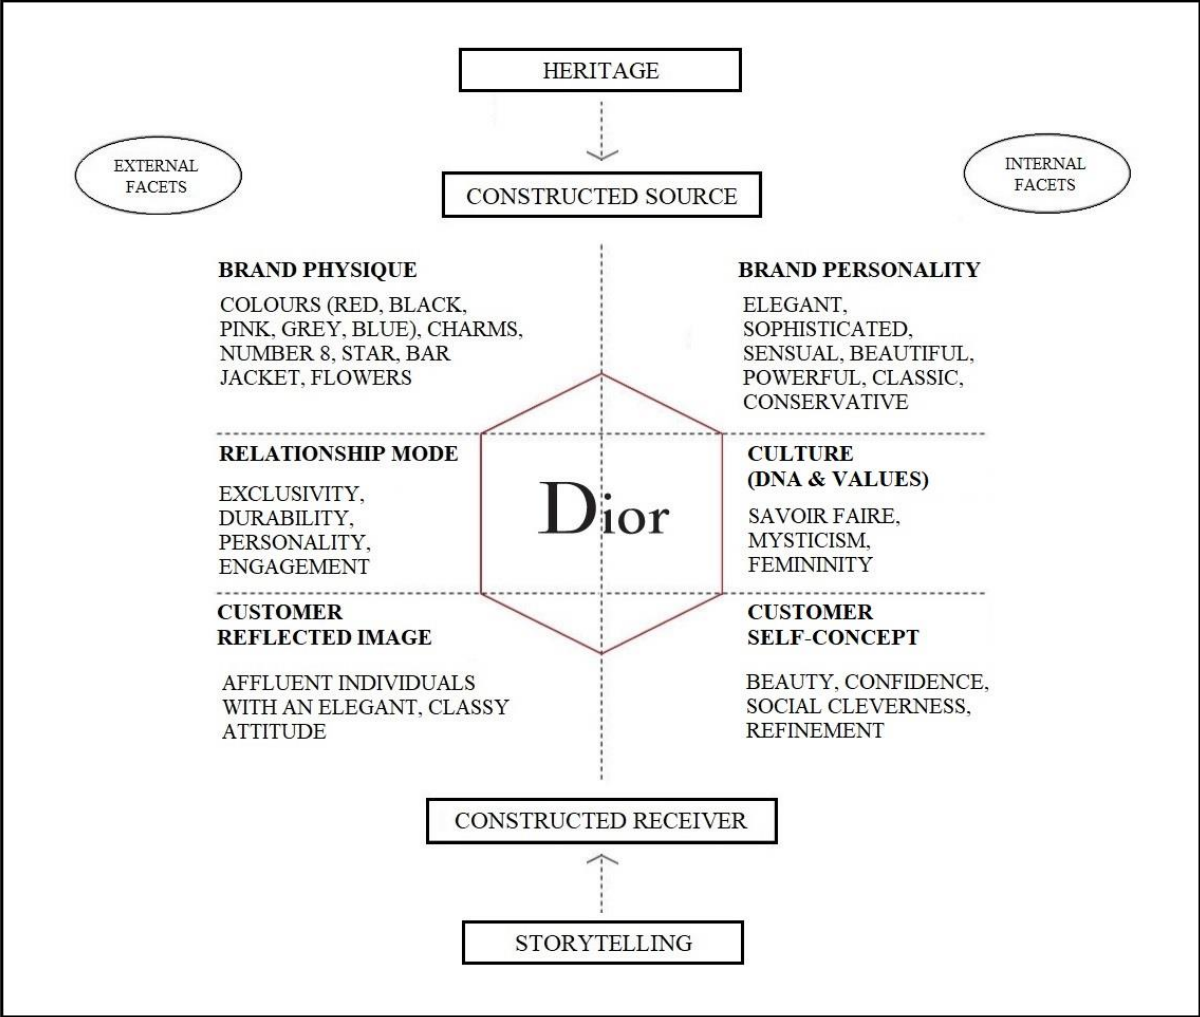 HERITAGE
EXTERNAL
FACETS
INTERNAL
FACETS
CONSTRUCTED SOURCE
BRAND PHYSIQUE
COLOURS (RED, BLACK,
PINK, GREY, BLUE), CHARMS,
NUMBER 8, STAR, BAR
JACKET, FLOWERS
BRAND PERSONALITY
ELEGANT,
SOPHISTICATED,
SENSUAL, BEAUTIFUL,
POWERFUL, CLASSIC,
CONSERVATIVE
RELATIONSHIP MODE
EXCLUSIVITY,
DURABILITY,
PERSONALITY,
ENGAGEMENT
Dior
CULTURE
(DNA & VALUES)
SAVOIR FAIRE,
MYSTICISM,
FEMININITY
CUSTOMER
REFLECTED IMAGE
AFFLUENT INDIVIDUALS
WITH AN ELEGANT, CLASSY
ATTITUDE
CUSTOMER
SELF-CONCEPT
BEAUTY, CONFIDENCE,
SOCIAL CLEVERNESS,
REFINEMENT
CONSTRUCTED RECEIVER
STORYTELLING